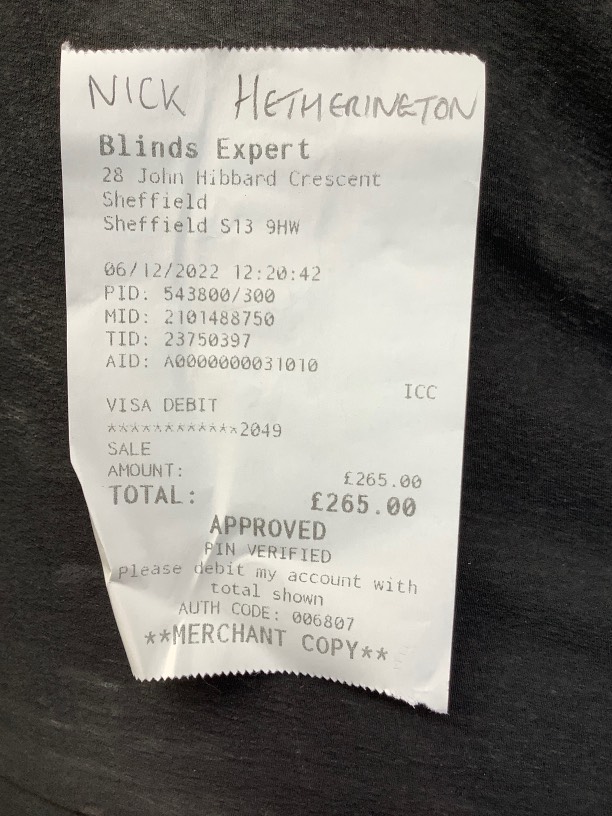 NICK HETHERINGTON
Blinds Expert
28 John Hibbard Crescent
Sheffield
Sheffield S13 9HW
06/12/2022 12:20:42
PID: 543800/300
MID: 2101488750
TID: 23750397
AID: A0000000031010
ICC
VISA DEBIT
************2049
SALE
AMOUNT: £265.00
TOTAL: £265.00
APPROVED
PIN VERIFIED
Please debit my account with
total shown
AUTH CODE: 006807
**MERCHANT COPY**